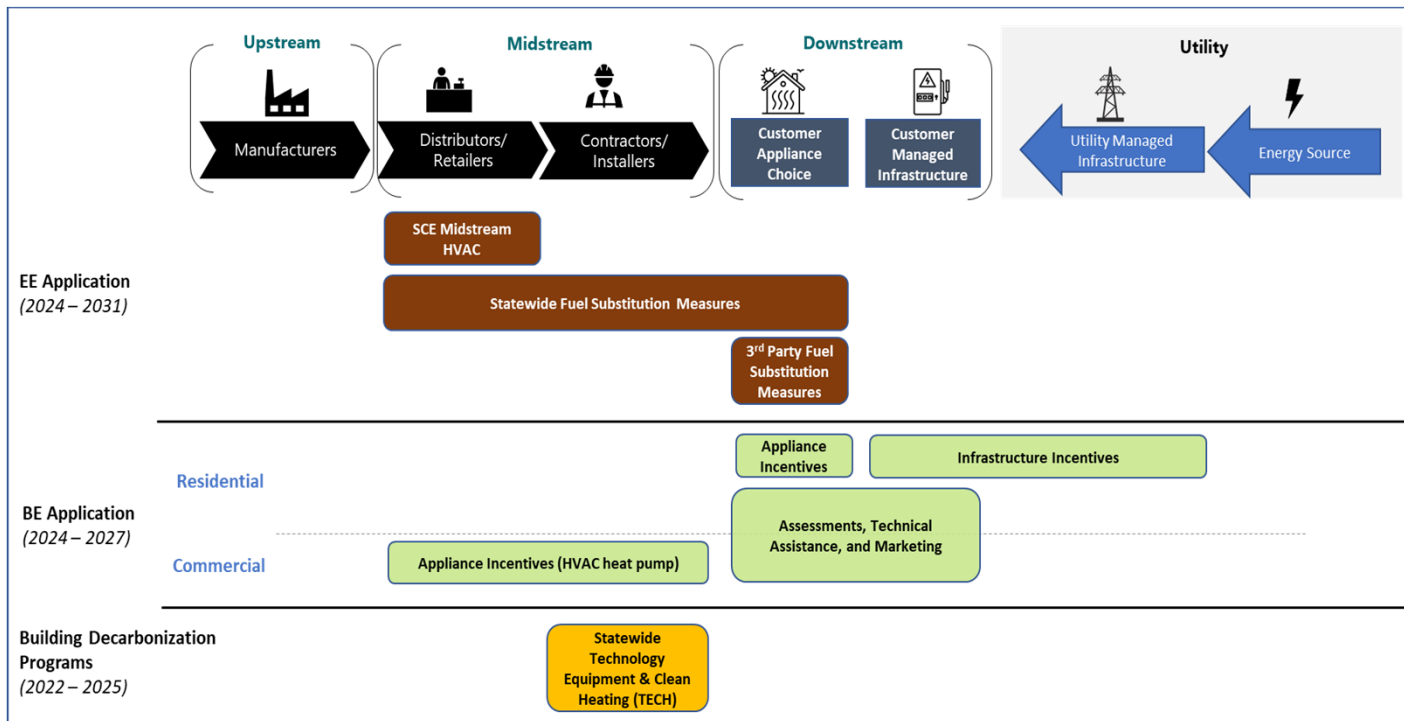 Upstream
Midstream
Downstream
Utility
Manufacturers
Distributors/
Retailers
Contractors/
Installers
Customer
Appliance
Choice
Customer
Managed
Infrastructure
Utility Managed
Infrastructure
Energy Source
EE Application
(2024 – 2031)
SCE Midstream
HVAC
Statewide Fuel Substitution Measures
3rd Party Fuel
Substitution
Measures
BE Application
(2024 – 2027)
Residential
Appliance
Incentives
Infrastructure Incentives
Assessments, Technical
Assistance, and Marketing
Commercial
Appliance Incentives (HVAC heat pump)
Building Decarbonization
Programs
(2022 – 2025)
Statewide
Technology
Equipment & Clean
Heating (TECH)